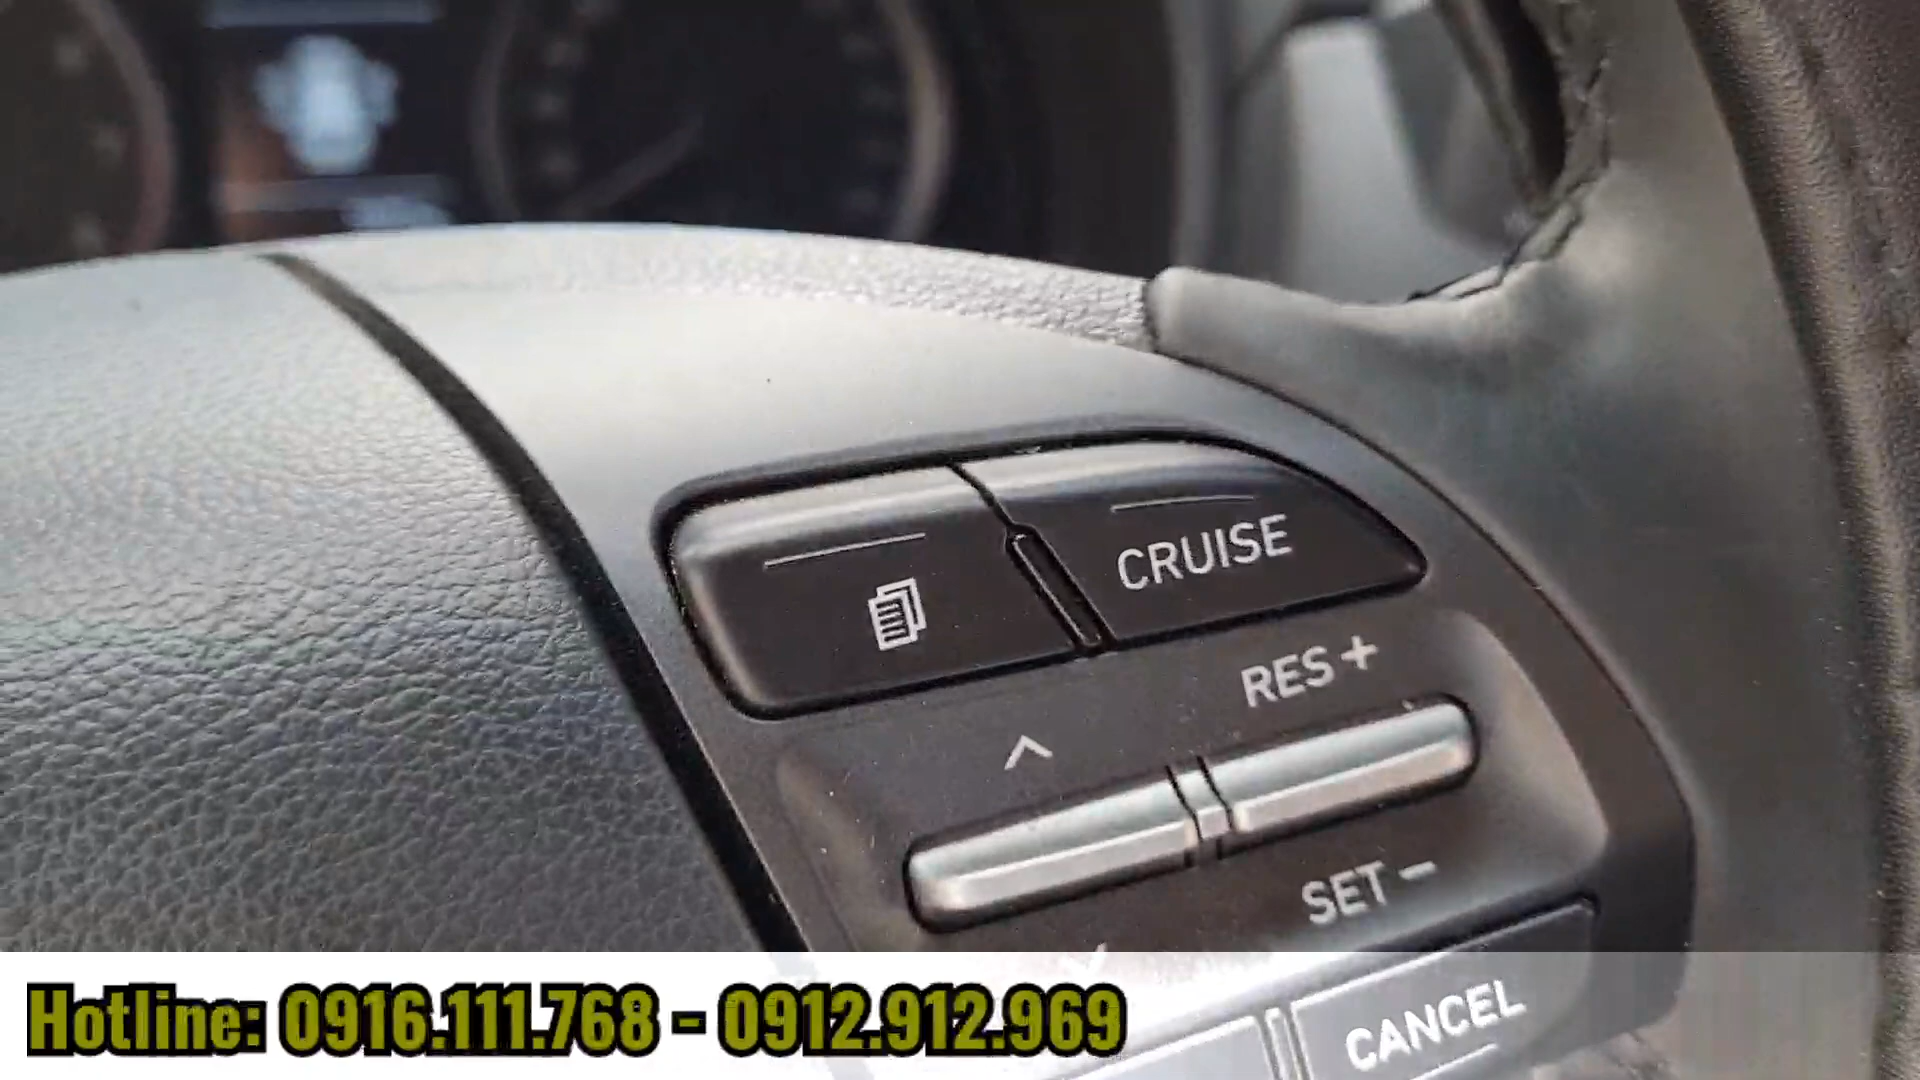 CRUISE
RES +
SET -
CANCEL
Hotline: 0916.111.768 - 0912.912.969